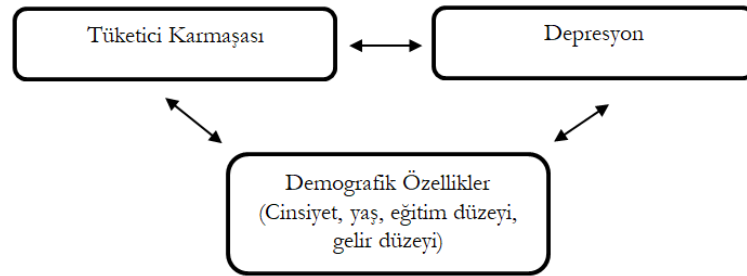 Tüketici Karmaşası
Depresyon
Demografik Özellikler
(Cinsiyet, yaş, eğitim düzeyi,
gelir düzeyi)